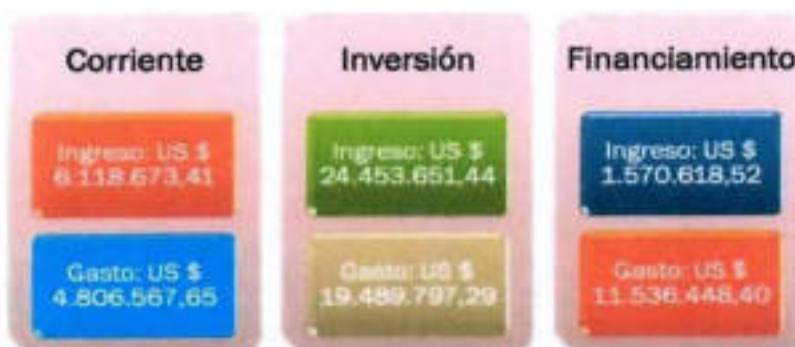 Corriente
Ingreso: US $
6.118.673,41
Gasto: US $
4.806.567,65
Inversión
Ingreso: US $
24.453.651,44
Gasto: US $
19.489.797,29
Financiamiento
Ingreso: US $
1.570.618,52
Gasto: US $
11.536.448,40